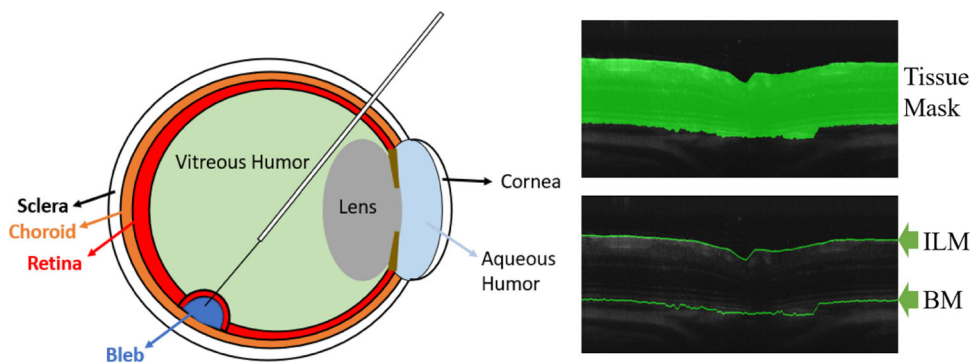 Vitreous Humor
Lens
Sclera
Choroid
Retina
Bleb
Cornea
Aqueous
Humor
Tissue
Mask
ILM
BM